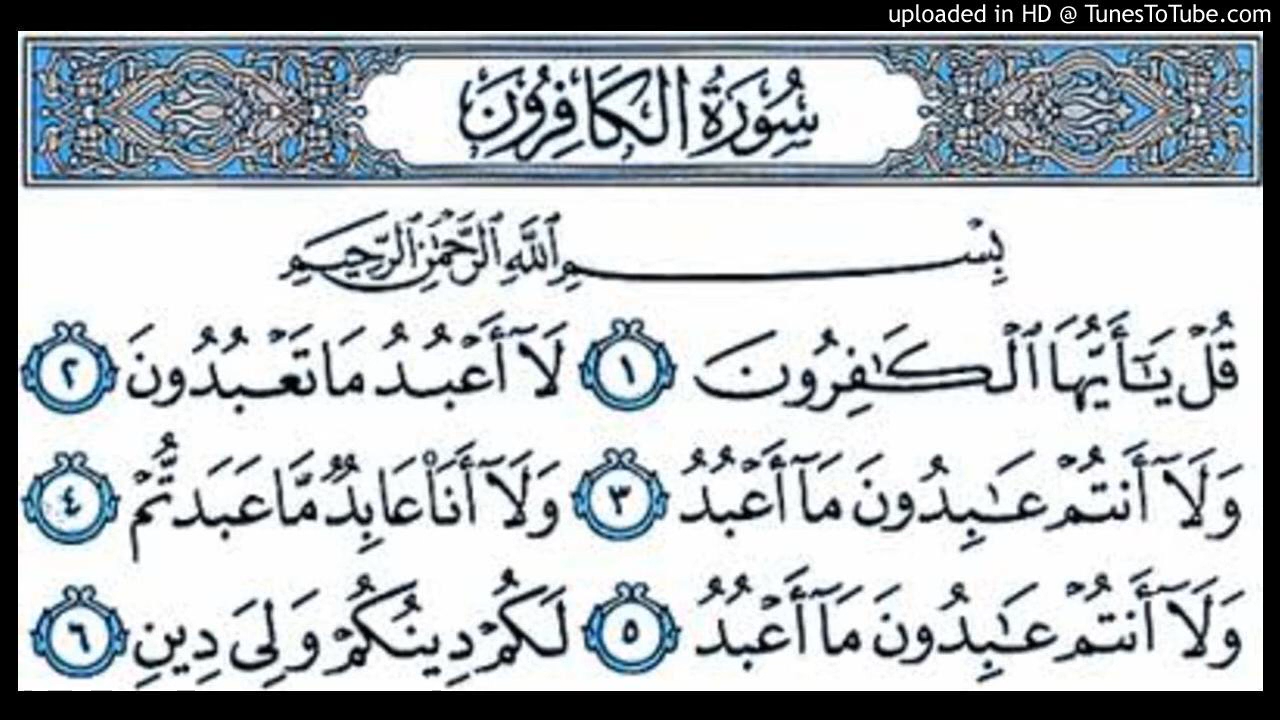 uploaded in HD @ TunesToTube.com
سُورَةُ الكَافِرُونَ
بِسْمِ ٱللَّهِ ٱلرَّحْمَٰنِ ٱلرَّحِيمِ
قُلْ يَٰٓأَيُّهَا ٱلْكَٰفِرُونَ ١ لَآ أَعْبُدُ مَا تَعْبُدُونَ ٢
وَلَآ أَنتُمْ عَٰبِدُونَ مَآ أَعْبُدُ ٣ وَلَآ أَنَا۠ عَابِدٌ مَّا عَبَدتُّمْ ٤
وَلَآ أَنتُمْ عَٰبِدُونَ مَآ أَعْبُدُ ٥ لَكُمْ دِينُكُمْ وَلِىَ دِينِ ٦